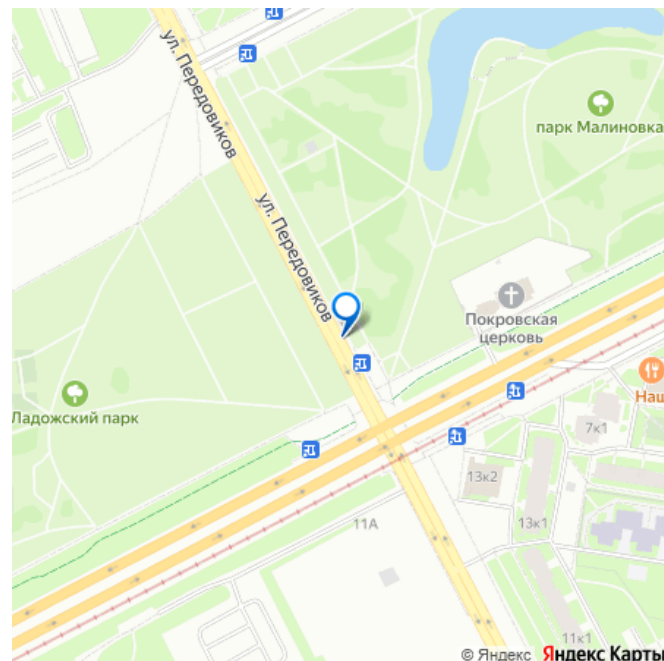 ул. Передовиков
ул. Передовиков
парк Малиновка
Покровская
церковь
Ладожский парк
Наш
7к1
13к2
13к1
11А
11к1
© Яндекс Яндекс Карты